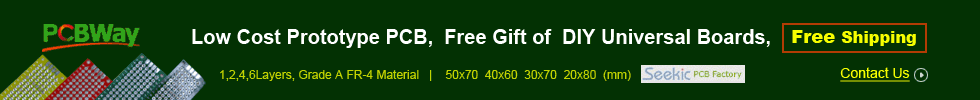 PCBWay
Low Cost Prototype PCB, Free Gift of DIY Universal Boards, Free Shipping
1,2,4,6Layers, Grade A FR-4 Material | 50x70 40x60 30x70 20x80 (mm) Seekic PCB Factory
Contact Us